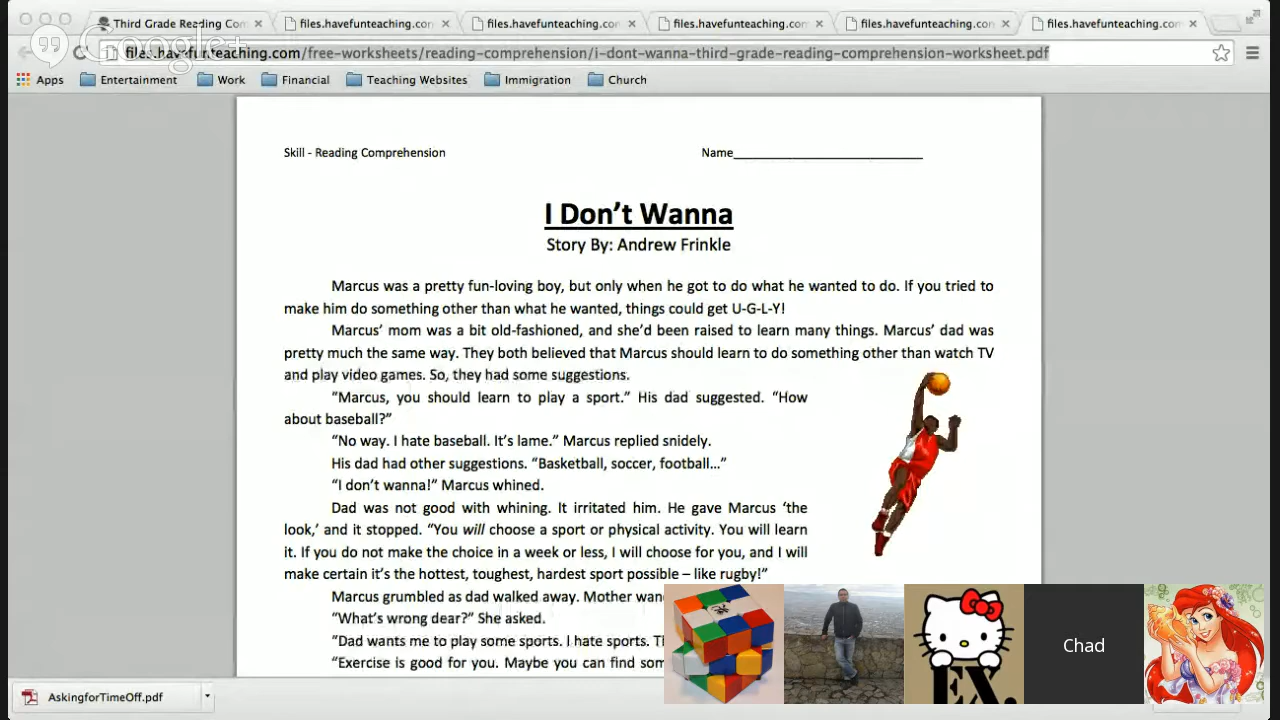 Third Grade Reading Com
files.havefunteaching.con
files.havefunteaching.con
files.havefunteaching.con
files.havefunteaching.con
files.havefunteaching.con
Google+
files.havefunteaching.com/free-worksheets/reading-comprehension/i-dont-wanna-third-grade-reading-comprehension-worksheet.pdf
Apps Entertainment Work Financial Teaching Websites Immigration Church
Skill - Reading Comprehension Name____________________________
I Don’t Wanna
Story By: Andrew Frinkle
Marcus was a pretty fun-loving boy, but only when he got to do what he wanted to do. If you tried to
make him do something other than what he wanted, things could get U-G-L-Y!
Marcus’ mom was a bit old-fashioned, and she’d been raised to learn many things. Marcus’ dad was
pretty much the same way. They both believed that Marcus should learn to do something other than watch TV
and play video games. So, they had some suggestions.
“Marcus, you should learn to play a sport.” His dad suggested. “How
about baseball?”
“No way. I hate baseball. It’s lame.” Marcus replied snidely.
His dad had other suggestions. “Basketball, soccer, football…”
“I don’t wanna!” Marcus whined.
Dad was not good with whining. It irritated him. He gave Marcus ‘the
look,’ and it stopped. “You will choose a sport or physical activity. You will learn
it. If you do not make the choice in a week or less, I will choose for you, and I will
make certain it’s the hottest, toughest, hardest sport possible – like rugby!”
Marcus grumbled as dad walked away. Mother wan
“What’s wrong dear?” She asked.
“Dad wants me to play some sports. I hate sports. Th
“Exercise is good for you. Maybe you can find som
EX.
Chad
AskingforTimeOff.pdf